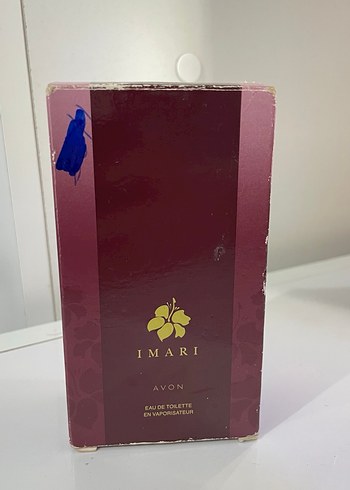 IMARI
AVON
EAU DE TOILETTE
EN VAPORISATEUR